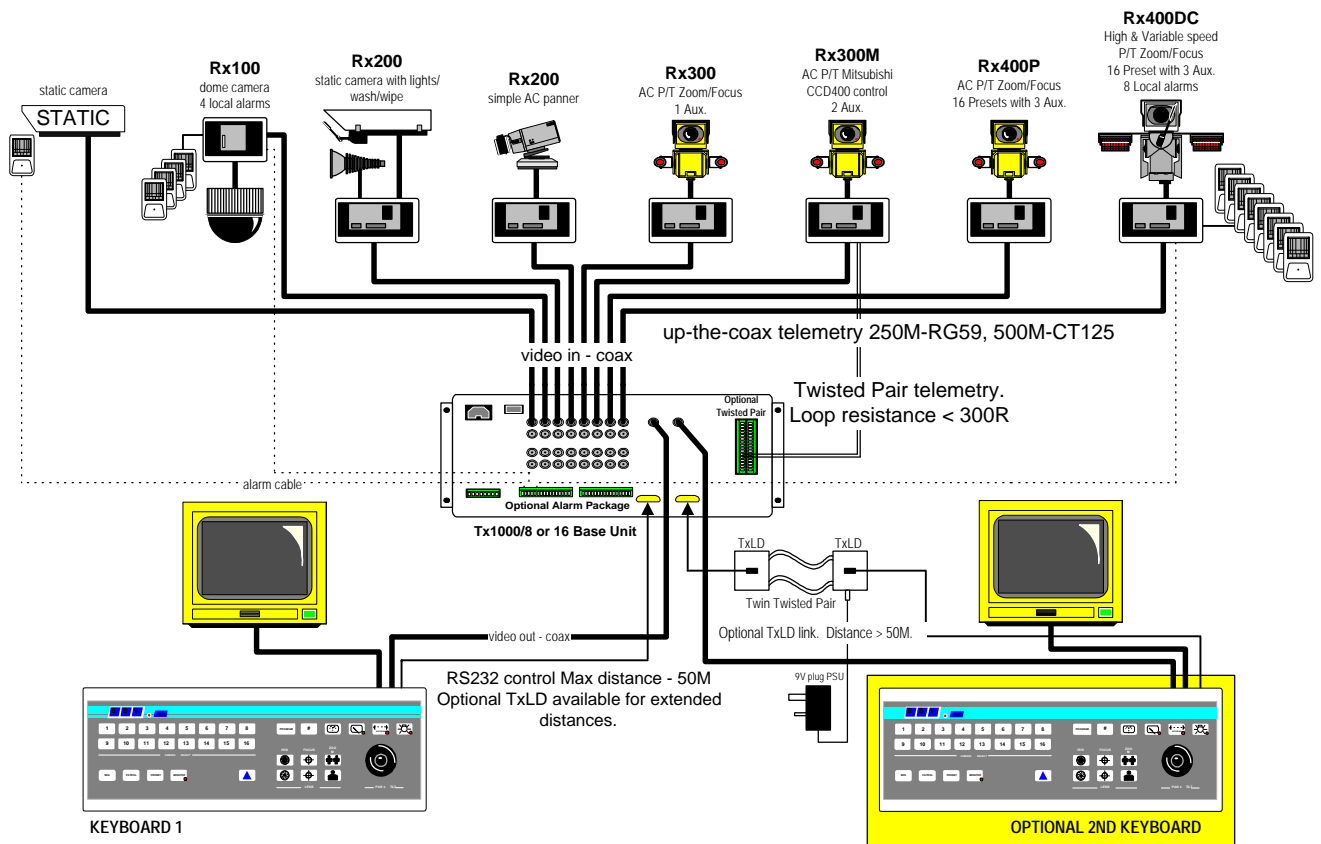 static camera
STATIC
Rx100
dome camera
4 local alarms
Rx200
static camera with lights/
wash/wipe
Rx200
simple AC panner
Rx300
AC P/T Zoom/Focus
1 Aux.
Rx300M
AC P/T Mitsubishi
CCD400 control
2 Aux.
Rx400P
AC P/T Zoom/Focus
16 Presets with 3 Aux.
Rx400DC
High & Variable speed
P/T Zoom/Focus
16 Preset with 3 Aux.
8 Local alarms
up-the-coax telemetry 250M-RG59, 500M-CT125
video in - coax
Twisted Pair telemetry.
Loop resistance < 300R
Optional
Twisted Pair
alarm cable
Optional Alarm Package
Tx1000/8 or 16 Base Unit
TxLD
TxLD
Twin Twisted Pair
Optional TxLD link. Distance > 50M.
video out - coax
9V plug PSU
RS232 control Max distance - 50M
Optional TxLD available for extended
distances.
1 2 3 4 5 6 7 8
9 10 11 12 13 14 15 16
#
FOCUS
LENS
KEYBOARD 1
1 2 3 4 5 6 7 8
9 10 11 12 13 14 15 16
#
FOCUS
LENS
OPTIONAL 2ND KEYBOARD